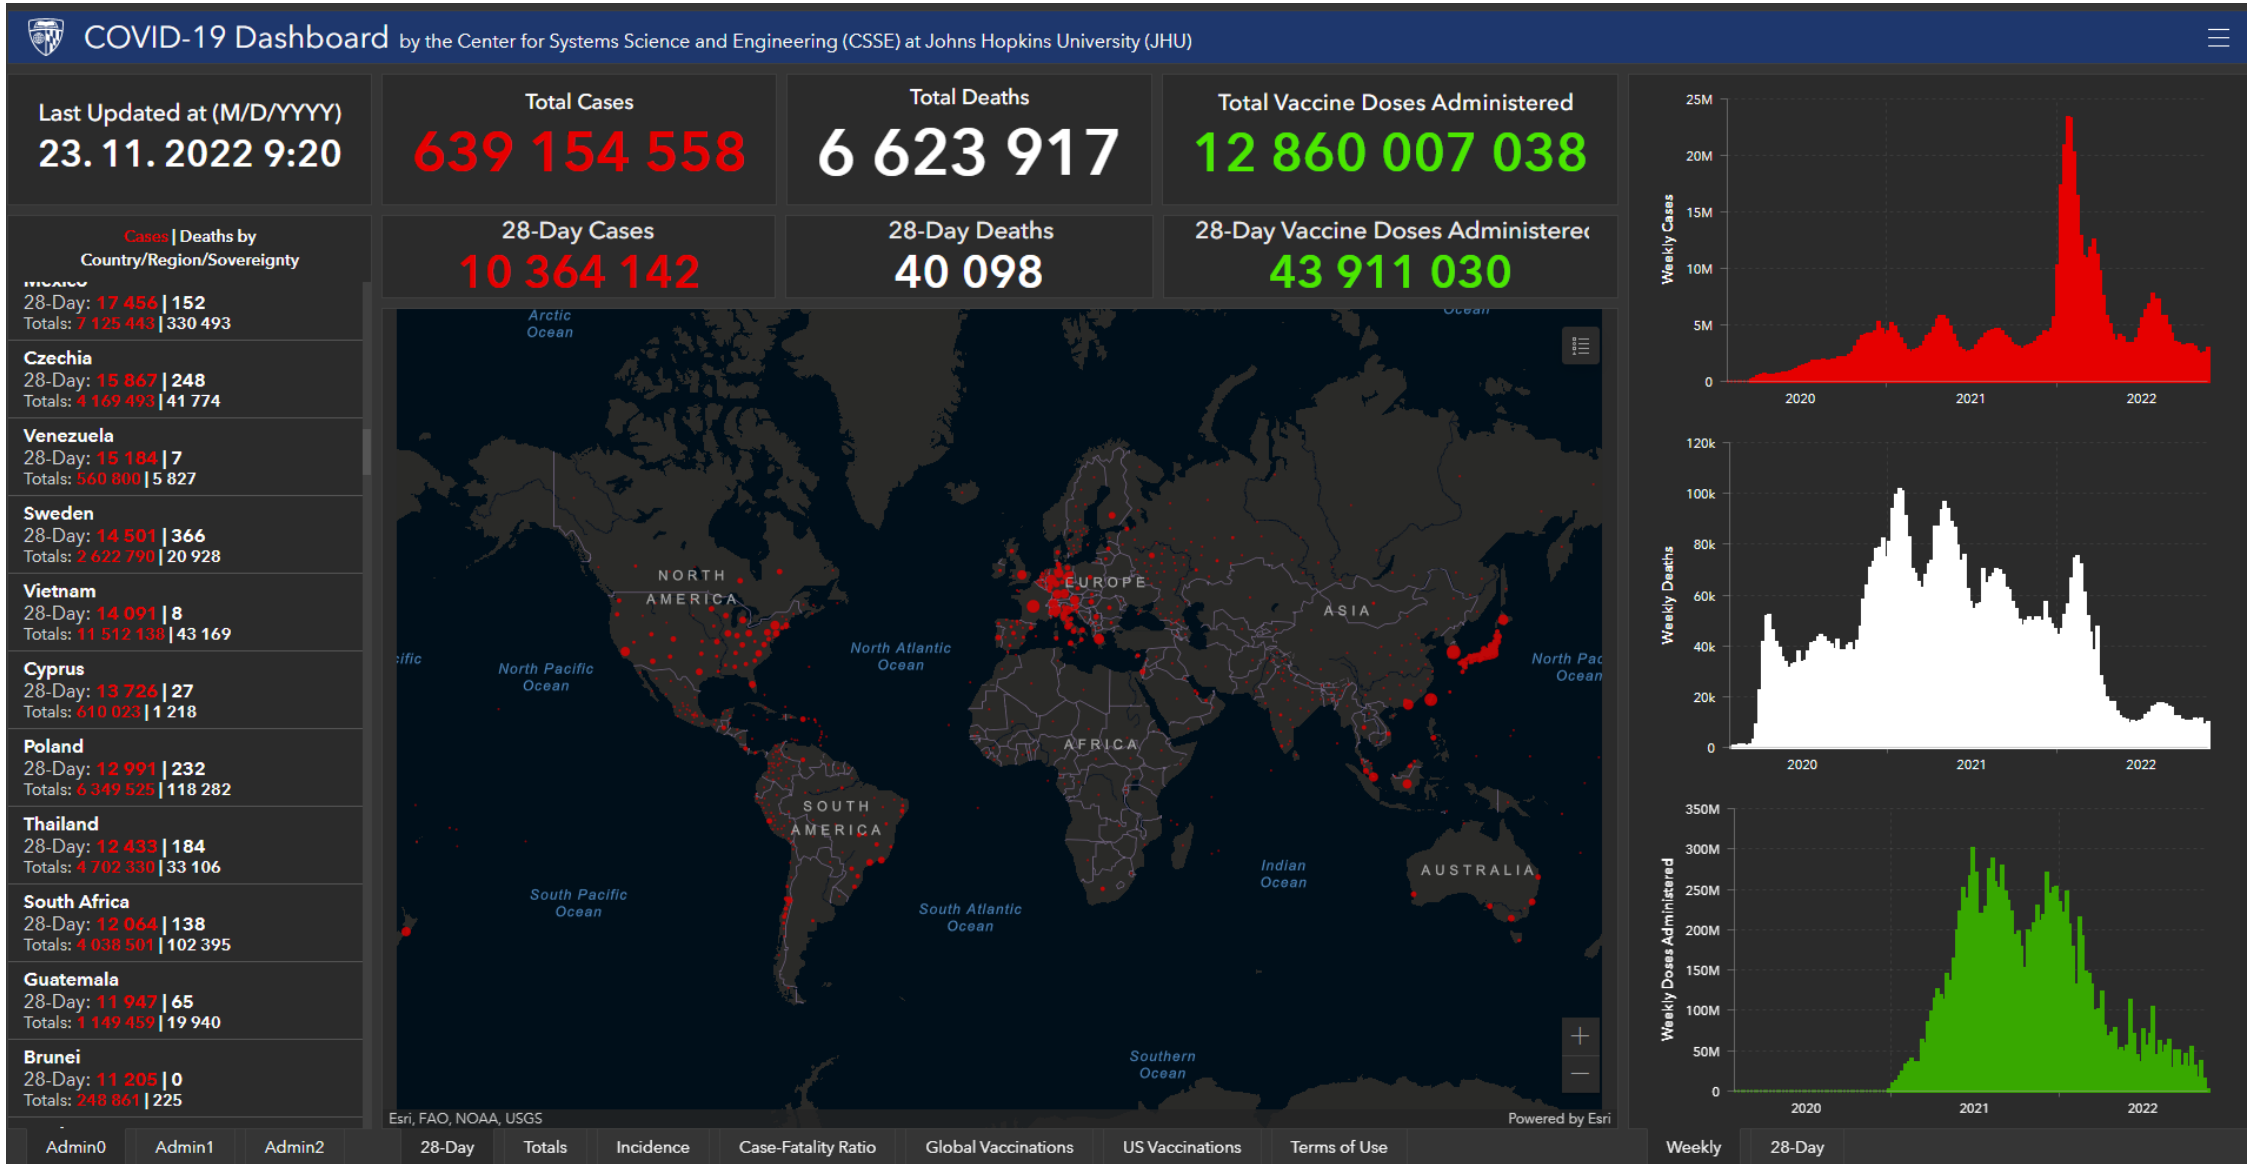 COVID-19 Dashboard by the Center for Systems Science and Engineering (CSSE) at Johns Hopkins University (JHU)
Last Updated at (M/D/YYYY)
23. 11. 2022 9:20
Cases | Deaths by
Country/Region/Sovereignty
Mexico
28-Day: 17 456 | 152
Totals: 7 125 443 | 330 493
Czechia
28-Day: 15 867 | 248
Totals: 4 169 493 | 41 774
Venezuela
28-Day: 15 184 | 7
Totals: 560 800 | 5 827
Sweden
28-Day: 14 501 | 366
Totals: 2 622 790 | 20 928
Vietnam
28-Day: 14 091 | 8
Totals: 11 512 138 | 43 169
Cyprus
28-Day: 13 726 | 27
Totals: 610 023 | 1 218
Poland
28-Day: 12 991 | 232
Totals: 6 349 525 | 118 282
Thailand
28-Day: 12 433 | 184
Totals: 4 702 330 | 33 106
South Africa
28-Day: 12 064 | 138
Totals: 4 038 501 | 102 395
Guatemala
28-Day: 11 947 | 65
Totals: 1 149 459 | 19 940
Brunei
28-Day: 11 205 | 0
Totals: 248 861 | 225
Admin0 Admin1 Admin2
Total Cases
639 154 558
Total Deaths
6 623 917
Total Vaccine Doses Administered
12 860 007 038
28-Day Cases
10 364 142
28-Day Deaths
40 098
28-Day Vaccine Doses Administered
43 911 030
Arctic
Ocean
Ocean
NORTH
AMERICA
EUROPE
ASIA
North Atlantic
Ocean
cific
North Pacific
Ocean
North Pac
Ocean
AFRICA
SOUTH
AMERICA
Indian
Ocean
AUSTRALIA
South Pacific
Ocean
South Atlantic
Ocean
Southern
Ocean
Esri, FAO, NOAA, USGS
Powered by Esri
28-Day Totals Incidence Case-Fatality Ratio Global Vaccinations US Vaccinations Terms of Use
Weekly Cases
25M
20M
15M
10M
5M
0
2020 2021 2022
Weekly Deaths
120k
100k
80k
60k
40k
20k
0
2020 2021 2022
Weekly Doses Administered
350M
300M
250M
200M
150M
100M
50M
0
2020 2021 2022
Weekly 28-Day